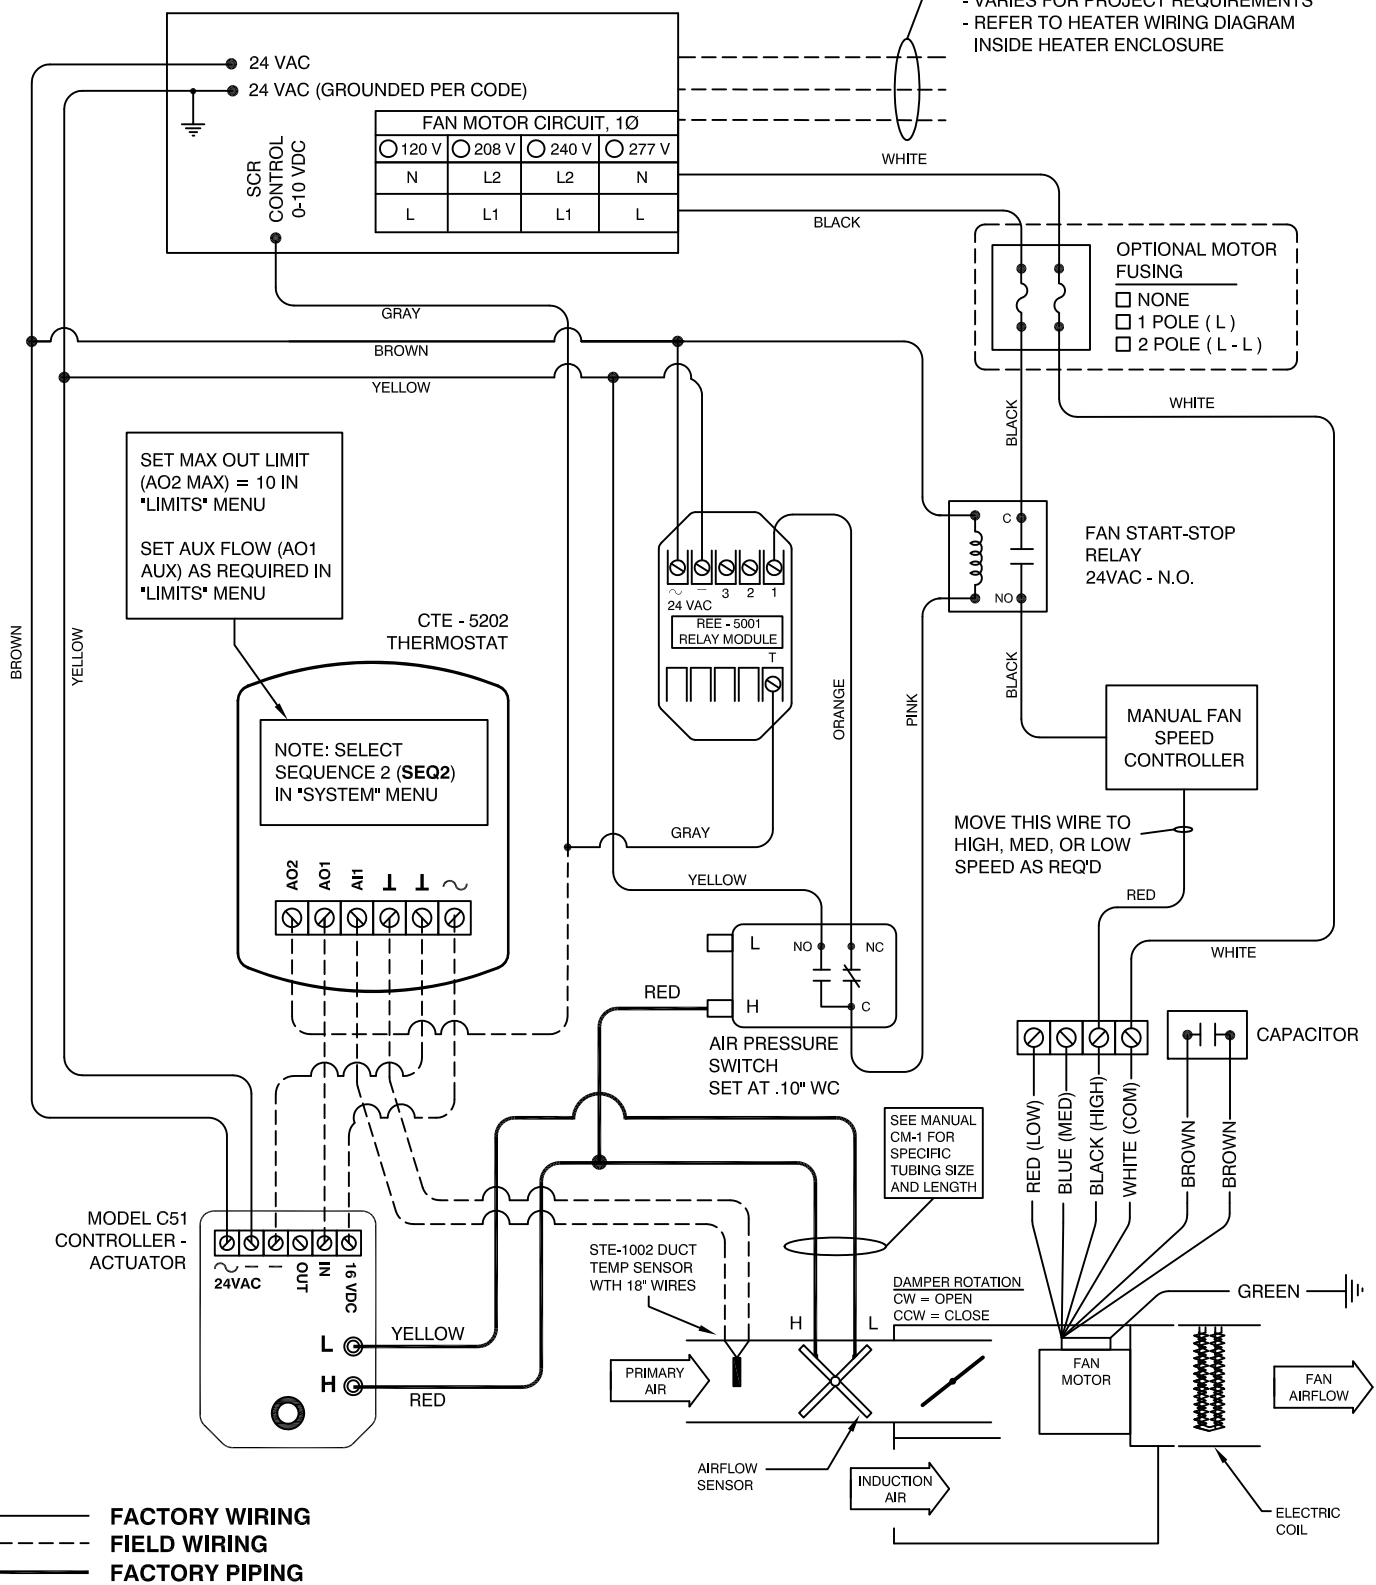 - VARIES FOR PROJECT REQUIREMENTS
- REFER TO HEATER WIRING DIAGRAM
INSIDE HEATER ENCLOSURE
24 VAC
24 VAC (GROUNDED PER CODE)
SCR
CONTROL
0-10 VDC
FAN MOTOR CIRCUIT, 1Ø
120 V 208 V 240 V 277 V
N L2 L2 N
L L1 L1 L
WHITE
BLACK
OPTIONAL MOTOR
FUSING
NONE
1 POLE ( L )
2 POLE ( L - L )
GRAY
BROWN
YELLOW
WHITE
BLACK
SET MAX OUT LIMIT
(AO2 MAX) = 10 IN
"LIMITS" MENU
SET AUX FLOW (AO1
AUX) AS REQUIRED IN
"LIMITS" MENU
BROWN
YELLOW
CTE - 5202
THERMOSTAT
NOTE: SELECT
SEQUENCE 2 (SEQ2)
IN "SYSTEM" MENU
AO2 AO1 AI1 ⊥ ⊥ ~
~ – 3 2 1
24 VAC
REE - 5001
RELAY MODULE
T
ORANGE
PINK
C
NO
FAN START-STOP
RELAY
24VAC - N.O.
BLACK
MANUAL FAN
SPEED
CONTROLLER
MOVE THIS WIRE TO
HIGH, MED, OR LOW
SPEED AS REQ'D
RED
WHITE
GRAY
YELLOW
L
H
NO
NC
C
RED
AIR PRESSURE
SWITCH
SET AT .10" WC
CAPACITOR
RED (LOW)
BLUE (MED)
BLACK (HIGH)
WHITE (COM)
BROWN
BROWN
SEE MANUAL
CM-1 FOR
SPECIFIC
TUBING SIZE
AND LENGTH
MODEL C51
CONTROLLER -
ACTUATOR
~ – –
24VAC
OUT
IN
16 VDC
L
H
YELLOW
RED
STE-1002 DUCT
TEMP SENSOR
WTH 18" WIRES
DAMPER ROTATION
CW = OPEN
CCW = CLOSE
H
L
GREEN
PRIMARY
AIR
FAN
MOTOR
FAN
AIRFLOW
AIRFLOW
SENSOR
INDUCTION
AIR
ELECTRIC
COIL
FACTORY WIRING
FIELD WIRING
FACTORY PIPING